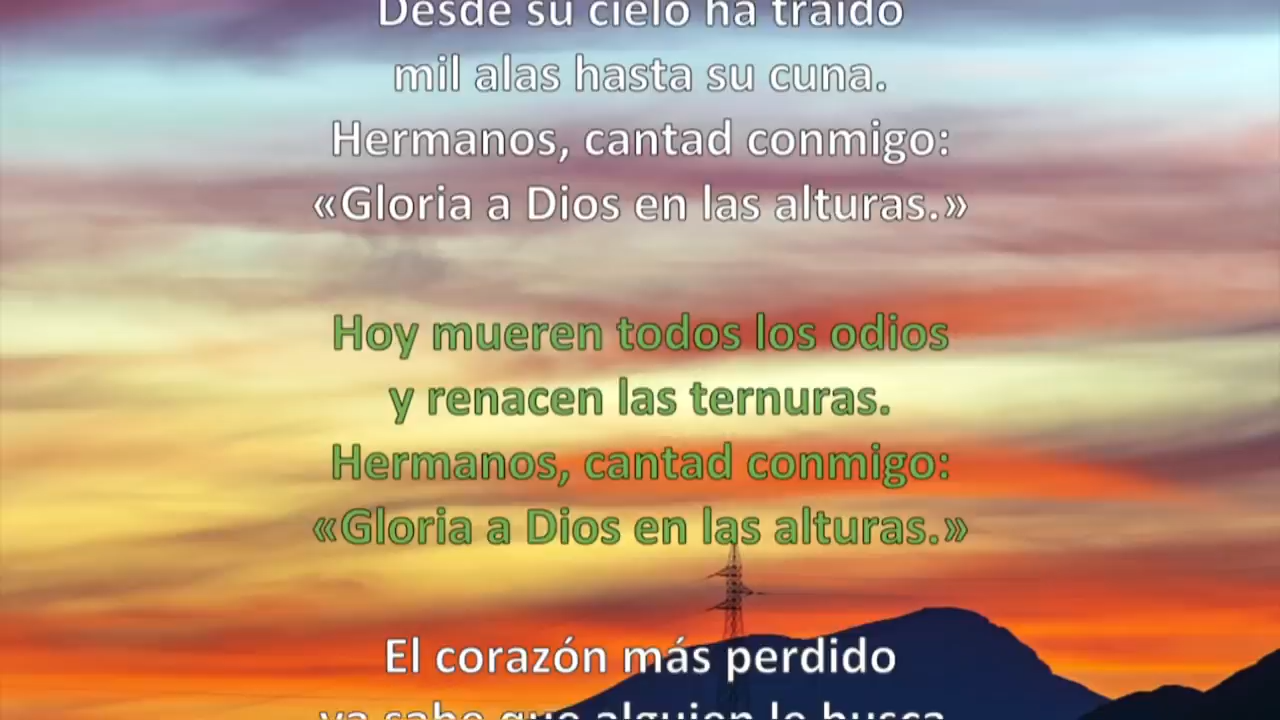 Desde su cielo ha traído
mil alas hasta su cuna.
Hermanos, cantad conmigo:
«Gloria a Dios en las alturas.»
Hoy mueren todos los odios
y renacen las ternuras.
Hermanos, cantad conmigo:
«Gloria a Dios en las alturas.»
El corazón más perdido
ya sabe que alguien le busca.